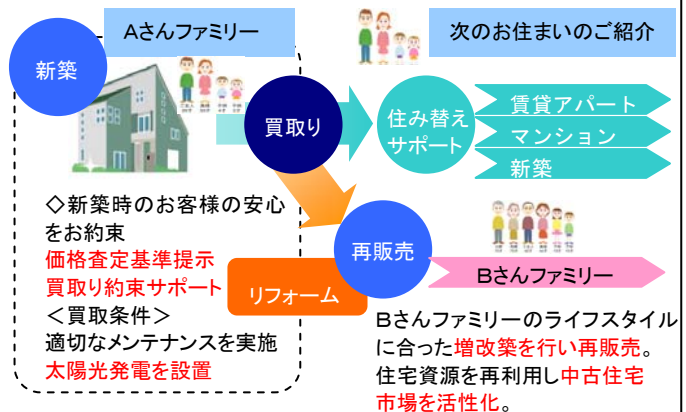 Aさんファミリー
次のお住まいのご紹介
新築
買取り
住み替え
サポート
賃貸アパート
マンション
新築
◇新築時のお客様の安心
をお約束
価格査定基準提示
買取り約束サポート
＜買取条件＞
適切なメンテナンスを実施
太陽光発電を設置
リフォーム
再販売
Bさんファミリー
Bさんファミリーのライフスタイル
に合った増改築を行い再販売。
住宅資源を再利用し中古住宅
市場を活性化。